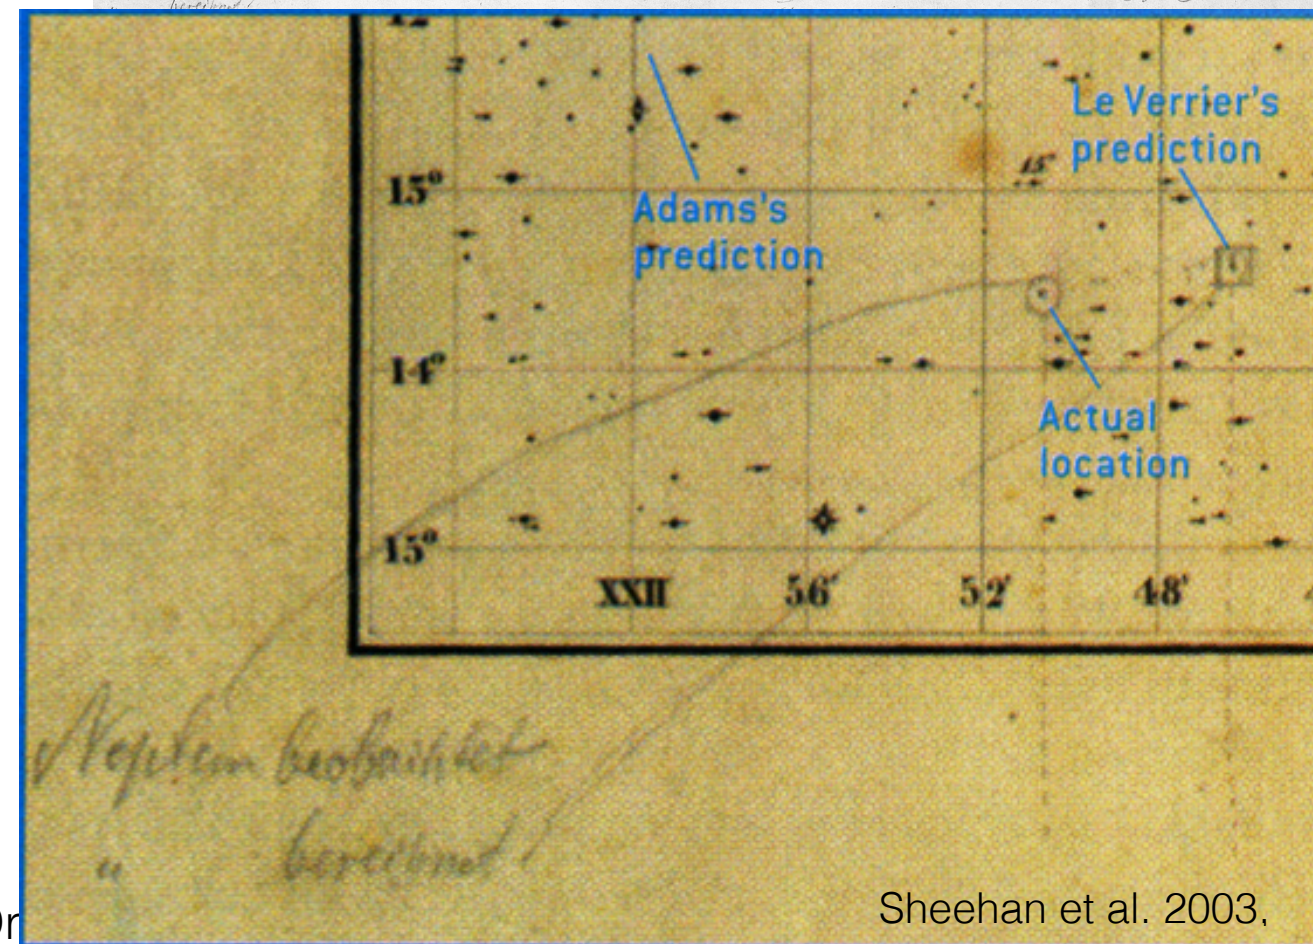 Le Verrier's
prediction
15'
15°
Adams's
prediction
14°
Actual
location
15°
XXII 56' 52' 48'
Neptun beobachtet
" berechnet
Sheehan et al. 2003,